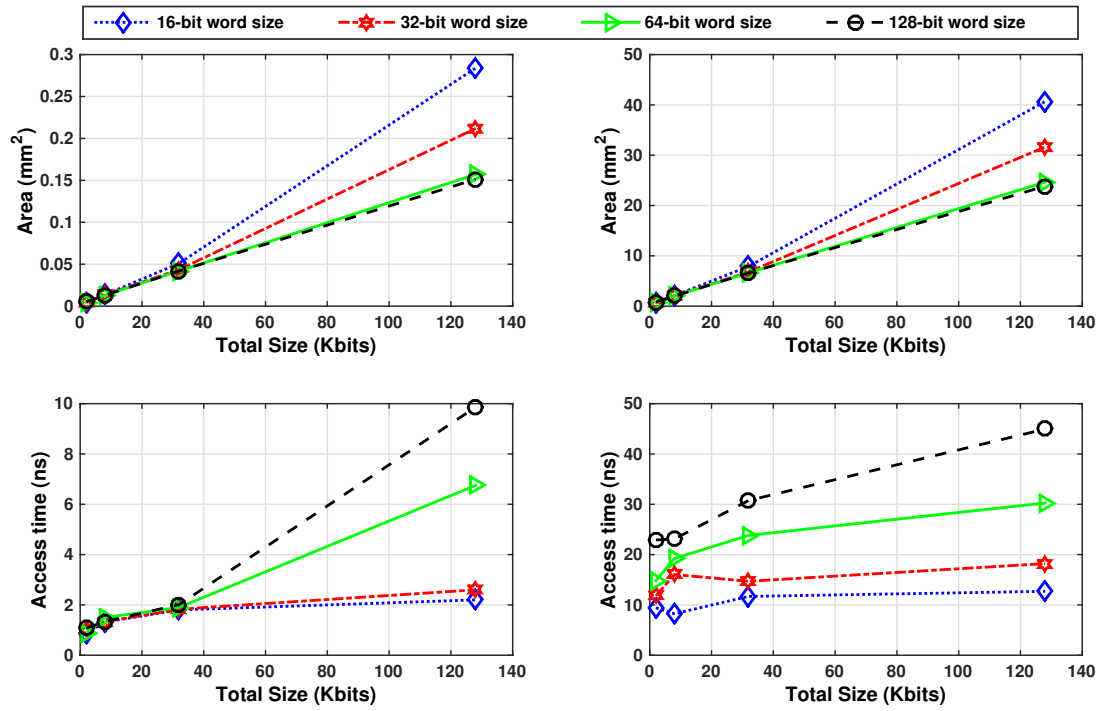 16-bit word size 32-bit word size 64-bit word size 128-bit word size
0.3
0.25
0.2
0.15
0.1
0.05
0
Area (mm²)
0 20 40 60 80 100 120 140
Total Size (Kbits)
50
40
30
20
10
0
Area (mm²)
0 20 40 60 80 100 120 140
Total Size (Kbits)
10
8
6
4
2
0
Access time (ns)
0 20 40 60 80 100 120 140
Total Size (Kbits)
50
40
30
20
10
0
Access time (ns)
0 20 40 60 80 100 120 140
Total Size (Kbits)